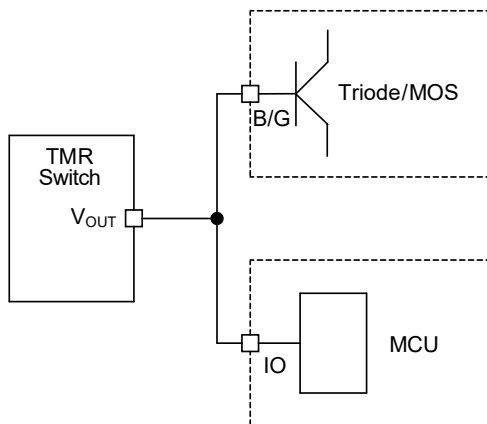 Triode/MOS
B/G
TMR
Switch
VOUT
IO
MCU